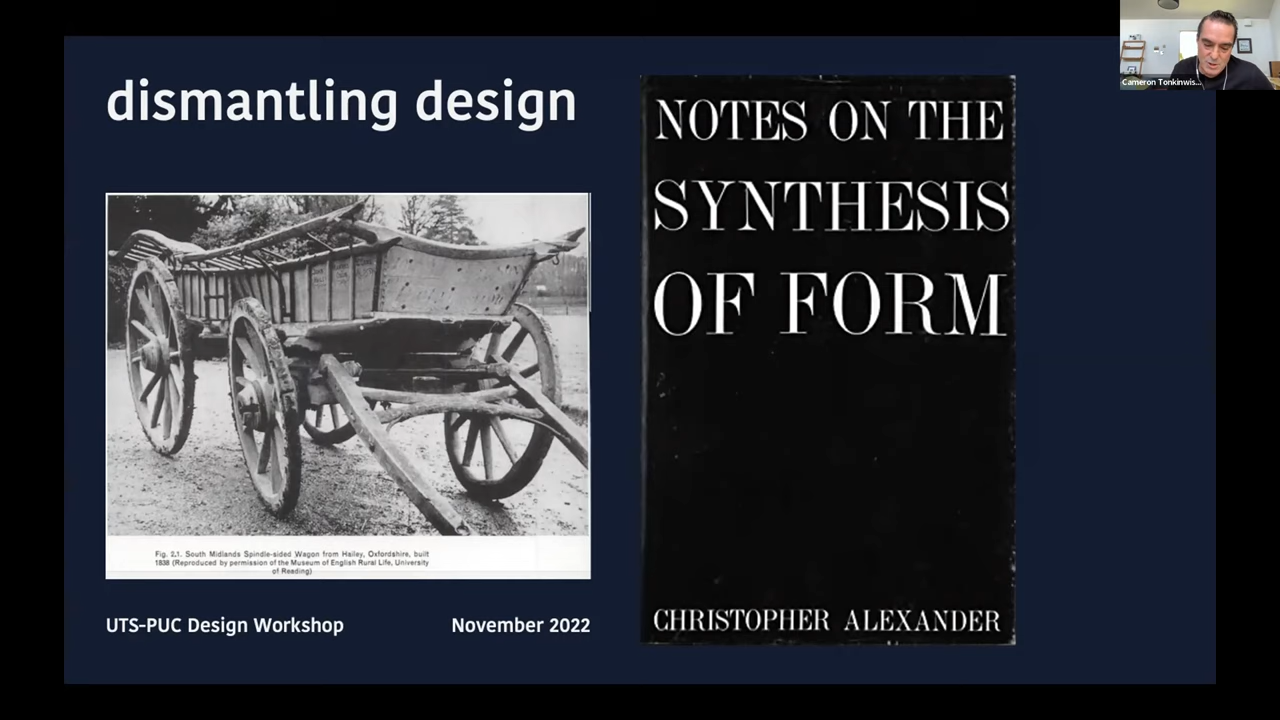 dismantling design
Fig. 2.1. South Midlands Spindle-sided Wagon from Hailey, Oxfordshire, built
1838 (Reproduced by permission of the Museum of English Rural Life, University
of Reading)
UTS-PUC Design Workshop
November 2022
NOTES ON THE
SYNTHESIS
OF FORM
CHRISTOPHER ALEXANDER
Cameron Tonkinwis...